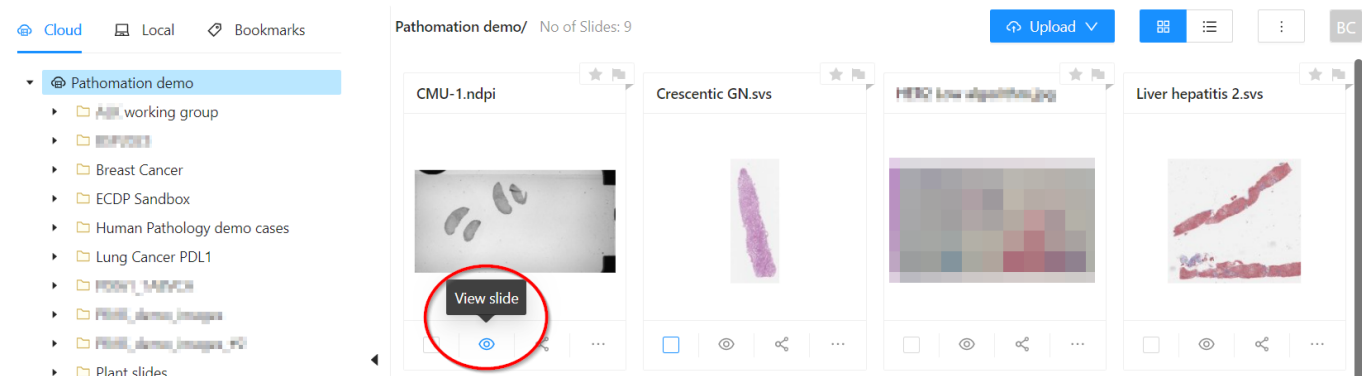 Cloud Local Bookmarks
Pathomation demo/ No of Slides: 9
Upload
BC
Pathomation demo
working group
Breast Cancer
ECDP Sandbox
Human Pathology demo cases
Lung Cancer PDL1
Plant slides
CMU-1.ndpi
Crescentic GN.svs
Liver hepatitis 2.svs
View slide